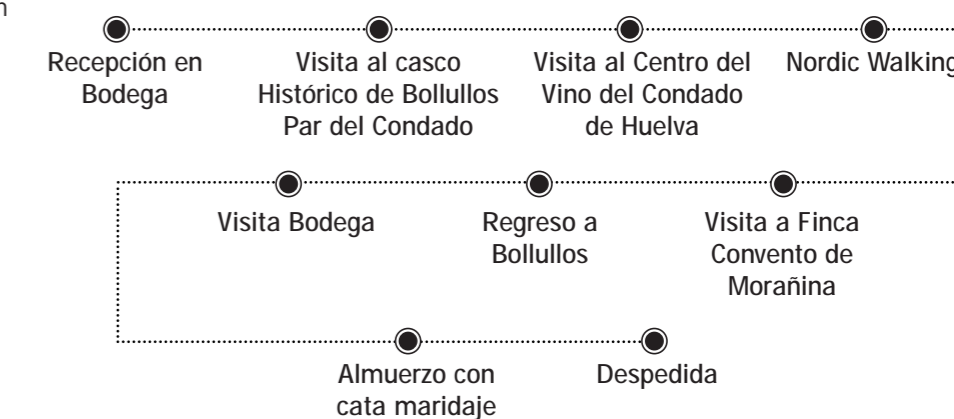 n
Recepción en
Bodega
Visita al casco
Histórico de Bollullos
Par del Condado
Visita al Centro del
Vino del Condado
de Huelva
Nordic Walking
Visita Bodega
Regreso a
Bollullos
Visita a Finca
Convento de
Morañina
Almuerzo con
cata maridaje
Despedida